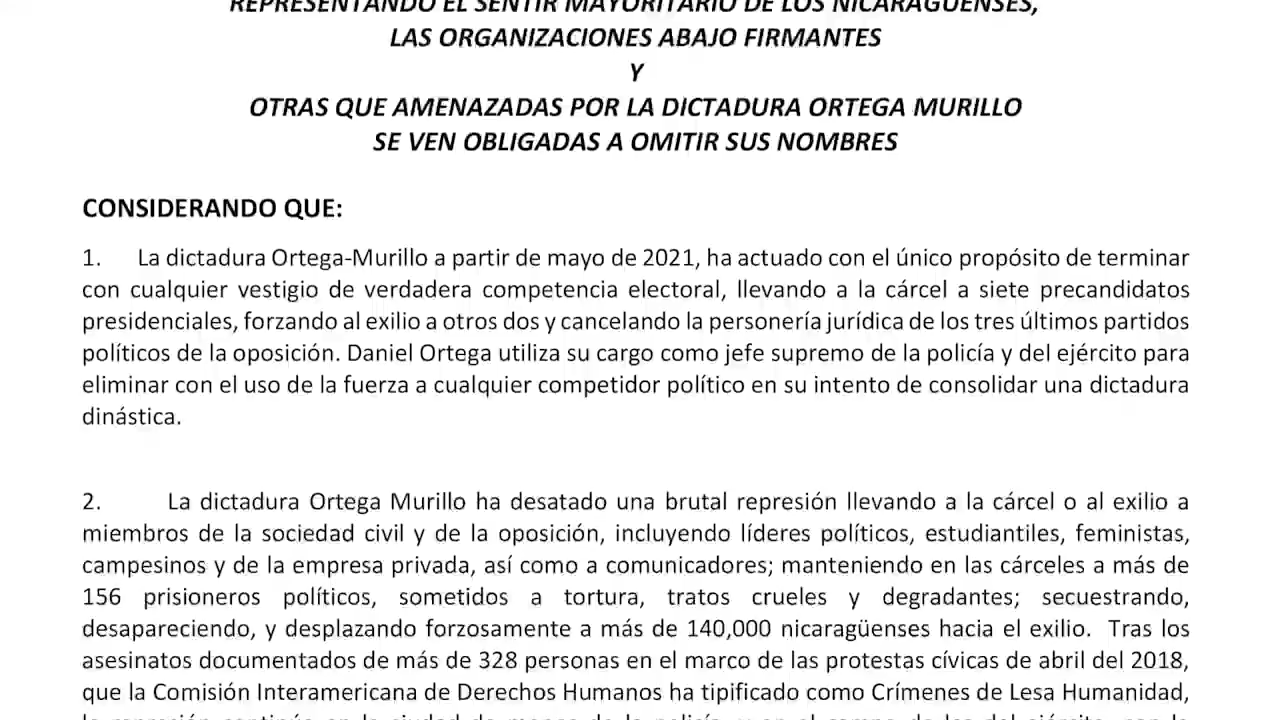 REPRESENTANDO EL SENTIR MAYORITARIO DE LOS NICARAGÜENSES,
LAS ORGANIZACIONES ABAJO FIRMANTES
Y
OTRAS QUE AMENAZADAS POR LA DICTADURA ORTEGA MURILLO
SE VEN OBLIGADAS A OMITIR SUS NOMBRES
CONSIDERANDO QUE:
1. La dictadura Ortega-Murillo a partir de mayo de 2021, ha actuado con el único propósito de terminar
con cualquier vestigio de verdadera competencia electoral, llevando a la cárcel a siete precandidatos
presidenciales, forzando al exilio a otros dos y cancelando la personería jurídica de los tres últimos partidos
políticos de la oposición. Daniel Ortega utiliza su cargo como jefe supremo de la policía y del ejército para
eliminar con el uso de la fuerza a cualquier competidor político en su intento de consolidar una dictadura
dinástica.
2. La dictadura Ortega Murillo ha desatado una brutal represión llevando a la cárcel o al exilio a
miembros de la sociedad civil y de la oposición, incluyendo líderes políticos, estudiantiles, feministas,
campesinos y de la empresa privada, así como a comunicadores; manteniendo en las cárceles a más de
156 prisioneros políticos, sometidos a tortura, tratos crueles y degradantes; secuestrando,
desapareciendo, y desplazando forzosamente a más de 140,000 nicaragüenses hacia el exilio. Tras los
asesinatos documentados de más de 328 personas en el marco de las protestas cívicas de abril del 2018,
que la Comisión Interamericana de Derechos Humanos ha tipificado como Crímenes de Lesa Humanidad,